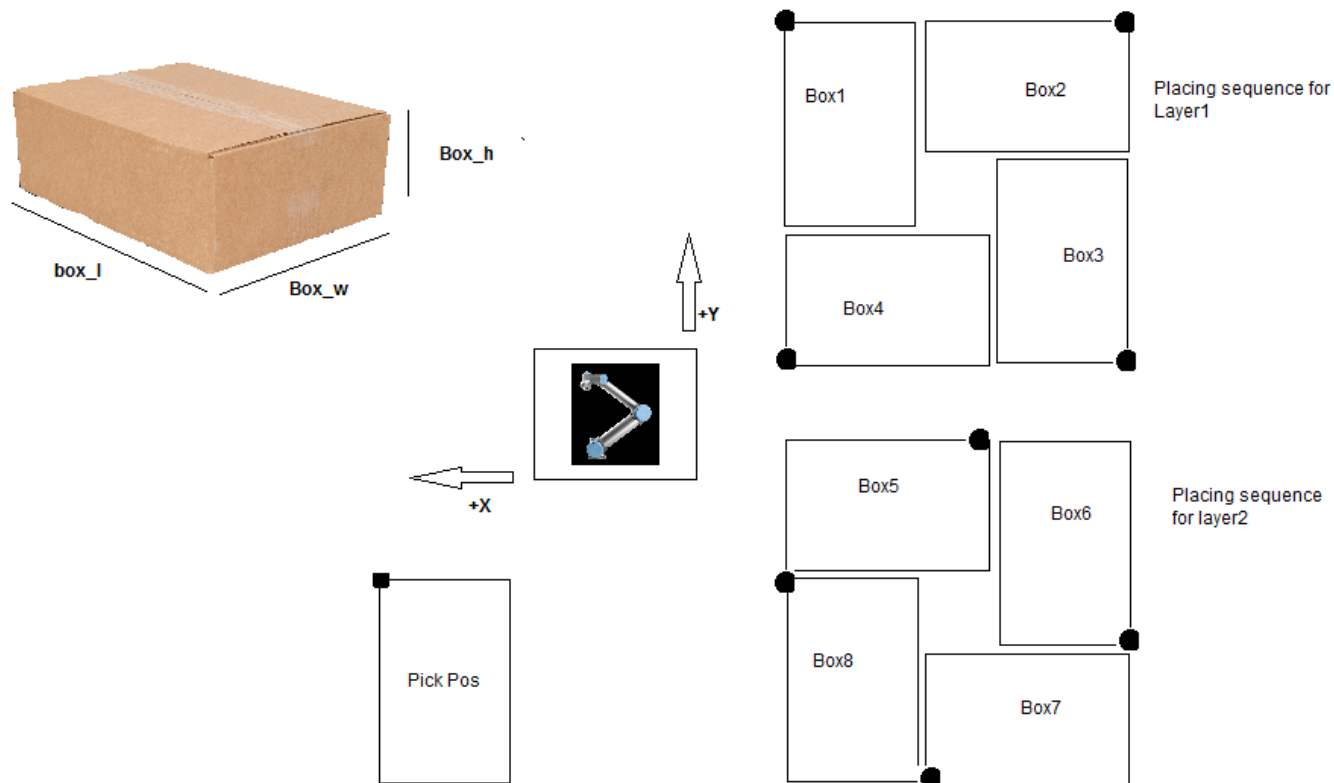 Box_h
box_l
Box_w
+Y
+X
Pick Pos
Box1
Box2
Box3
Box4
Placing sequence for
Layer1
Box5
Box6
Box7
Box8
Placing sequence
for layer2